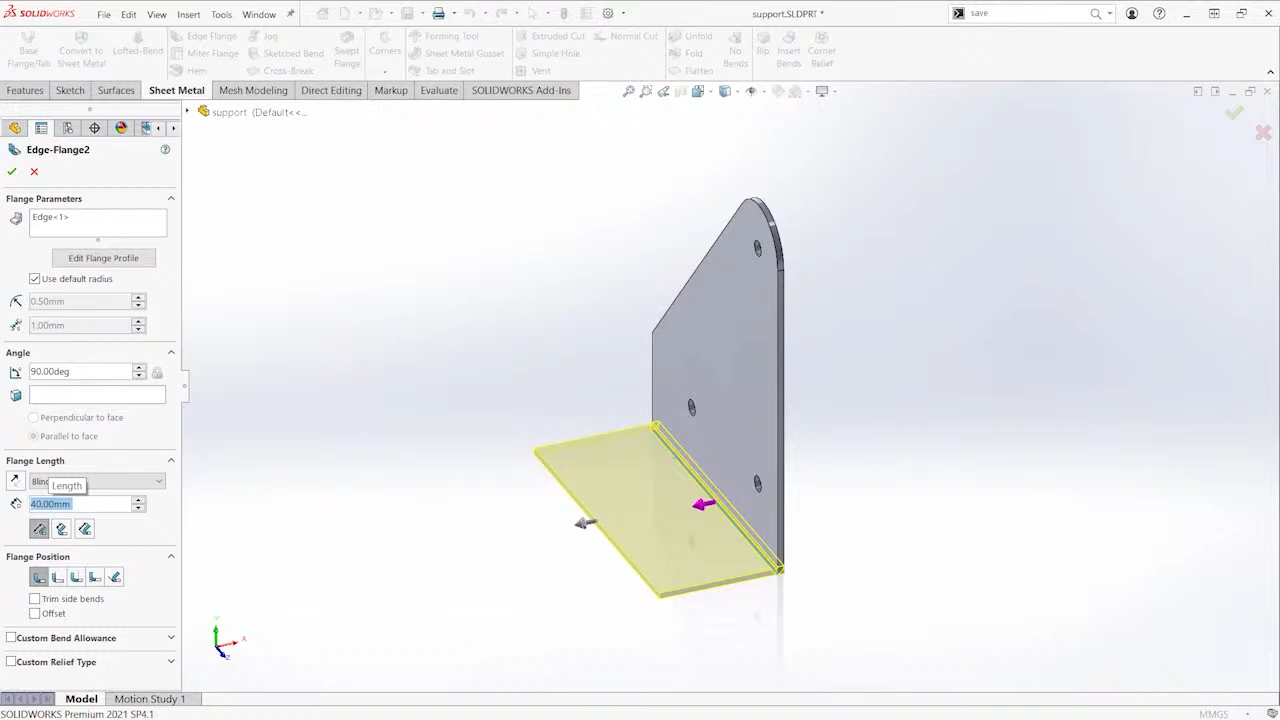 SOLIDWORKS File Edit View Insert Tools Window support.SLDPRT * save
Base Flange/Tab
Convert to Sheet Metal
Lofted-Bend
Edge Flange
Miter Flange
Hem
Jog
Sketched Bend
Cross-Break
Swept Flange
Corners
Forming Tool
Sheet Metal Gusset
Tab and Slot
Extruded Cut
Simple Hole
Vent
Normal Cut
Unfold
Fold
Flatten
No Bends
Rip
Insert Bends
Corner Relief
Features Sketch Surfaces Sheet Metal Mesh Modeling Direct Editing Markup Evaluate SOLIDWORKS Add-Ins
support (Default<<...
Edge-Flange2
Flange Parameters
Edge<1>
Edit Flange Profile
Use default radius
0.50mm
1.00mm
Angle
90.00deg
Perpendicular to face
Parallel to face
Flange Length
Length
40.00mm
Flange Position
Trim side bends
Offset
Custom Bend Allowance
Custom Relief Type
Y
X
Z
Model Motion Study 1
SOLIDWORKS Premium 2021 SP4.1 MMGS